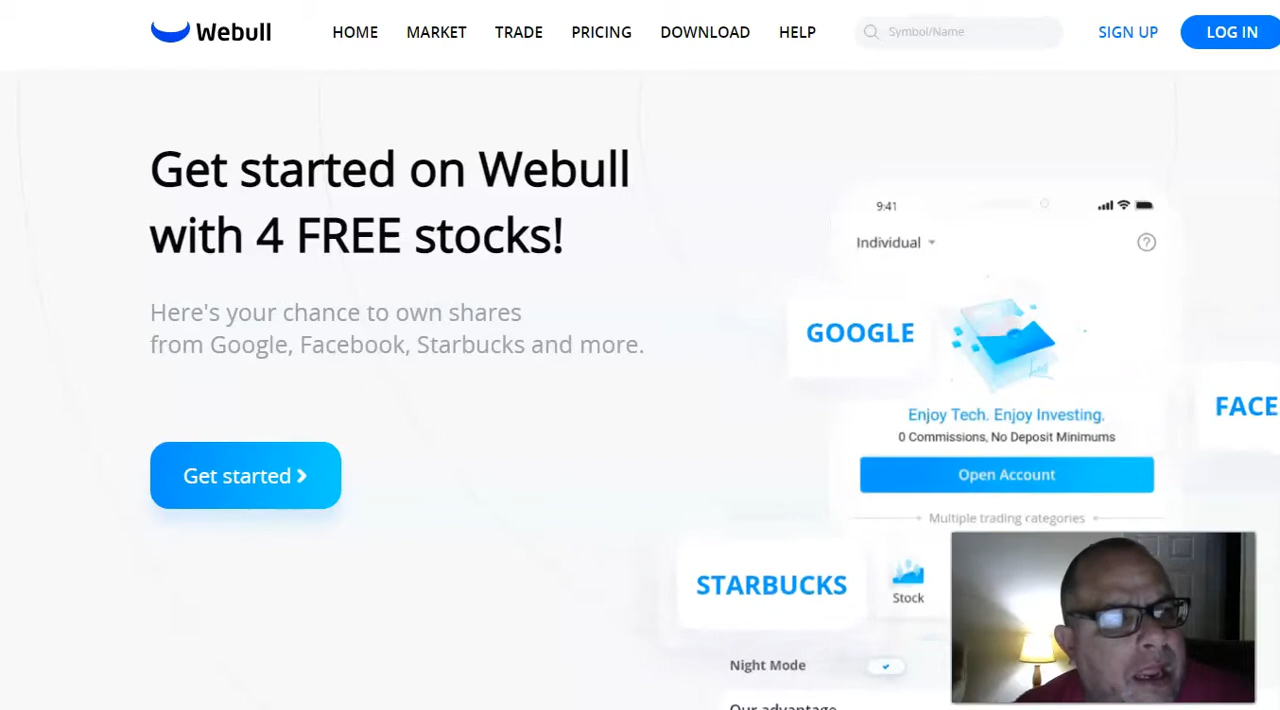 Webull
HOME
MARKET
TRADE
PRICING
DOWNLOAD
HELP
Symbol/Name
SIGN UP
LOG IN
Get started on Webull
with 4 FREE stocks!
Here's your chance to own shares
from Google, Facebook, Starbucks and more.
Get started
9:41
Individual
?
GOOGLE
FACE
Enjoy Tech. Enjoy Investing.
0 Commissions, No Deposit Minimums
Open Account
Multiple trading categories
STARBUCKS
Stock
Night Mode
Our advantage